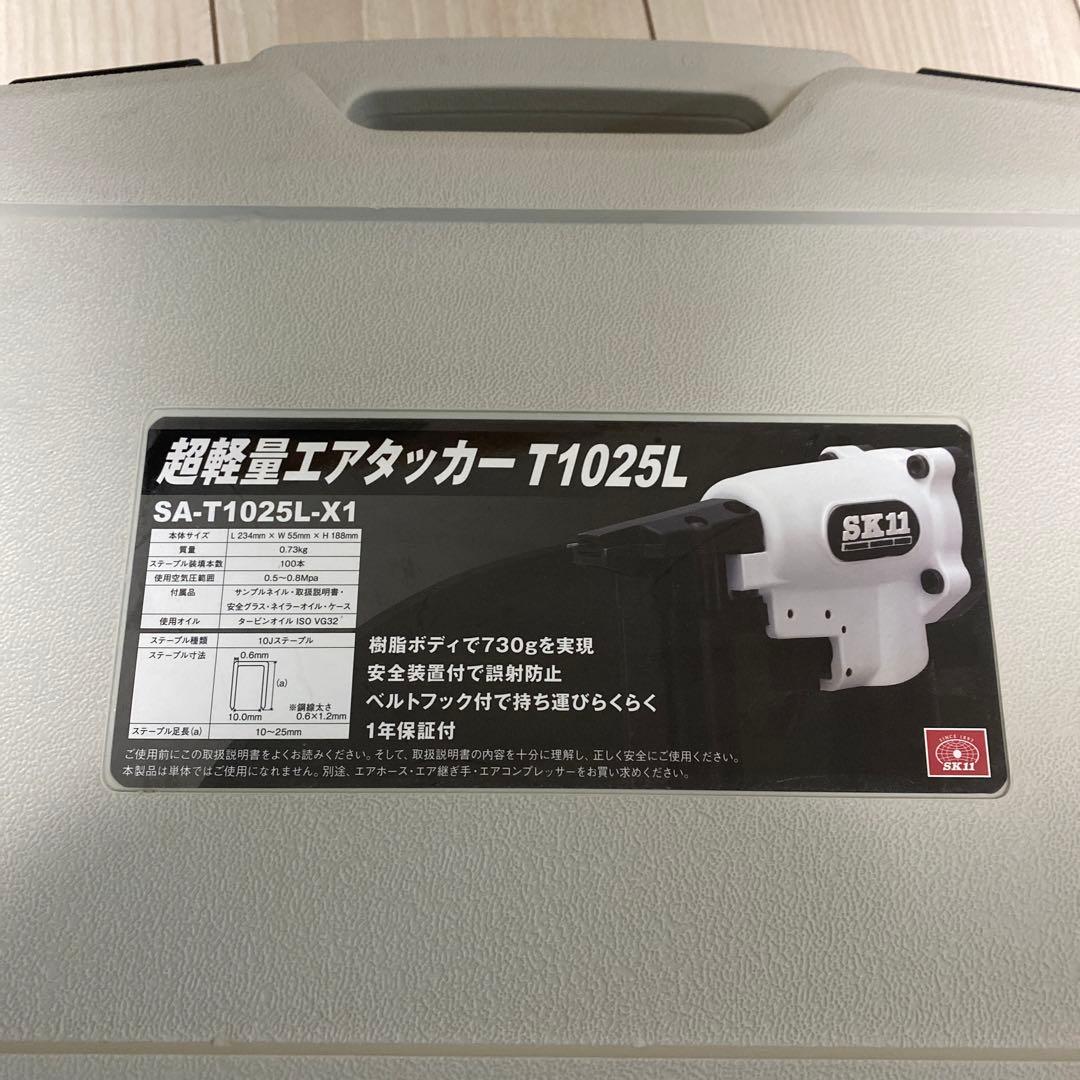 超軽量エアタッカー T1025L
SA-T1025L-X1
本体サイズ L 234mm × W 55mm × H 188mm
質量 0.73kg
ステープル装填本数 100本
使用空気圧範囲 0.5〜0.8Mpa
付属品 サンプルネイル・取扱説明書・
安全グラス・ネイラーオイル・ケース
使用オイル タービンオイル ISO VG32
ステープル種類 10Jステープル
ステープル寸法 0.6mm
(a)
※鋼線太さ
10.0mm 0.6×1.2mm
ステープル足長(a) 10〜25mm
樹脂ボディで730gを実現
安全装置付で誤射防止
ベルトフック付で持ち運びらくらく
1年保証付
ご使用前にこの取扱説明書をよくお読みください。そして、取扱説明書の内容を十分に理解し、正しく安全にご使用ください。
本製品は単体ではご使用になれません。別途、エアホース・エア継ぎ手・エアコンプレッサーをお買い求めください。
SK11
SINCE 1897
SK11